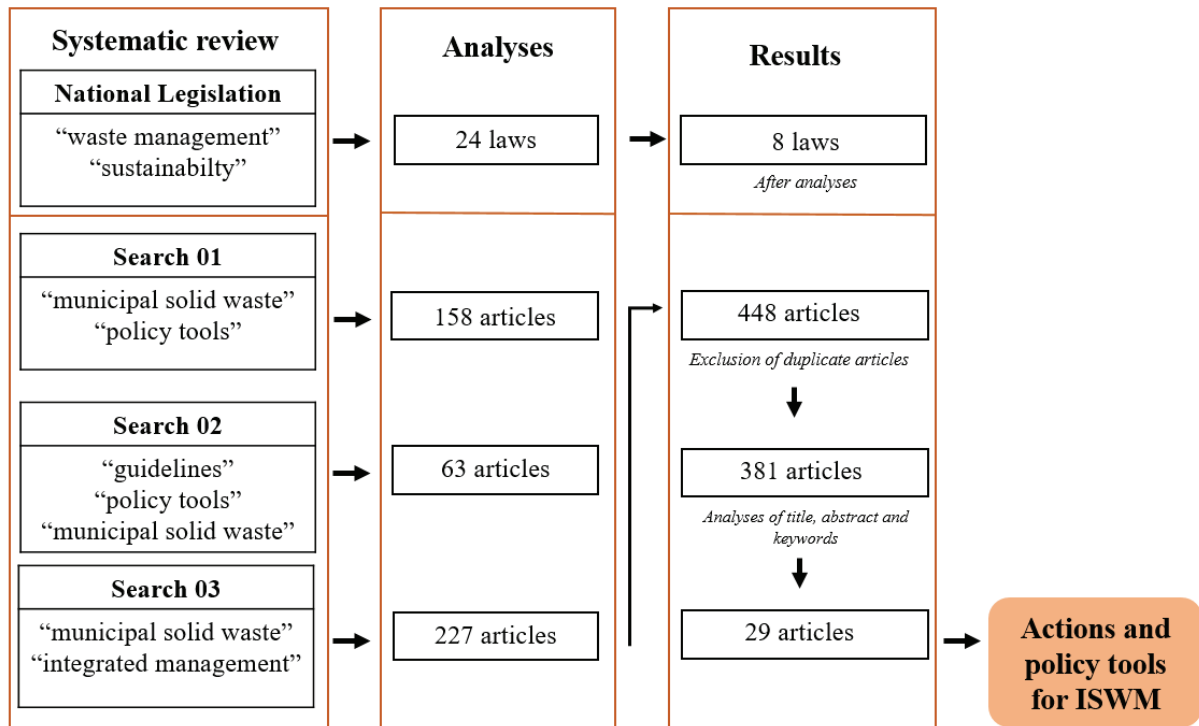 Systematic review
National Legislation
“waste management”
“sustainabilty”
Search 01
“municipal solid waste”
“policy tools”
Search 02
“guidelines”
“policy tools”
“municipal solid waste”
Search 03
“municipal solid waste”
“integrated management”
Analyses
24 laws
158 articles
63 articles
227 articles
Results
8 laws
After analyses
448 articles
Exclusion of duplicate articles
381 articles
Analyses of title, abstract and
keywords
29 articles
Actions and
policy tools
for ISWM